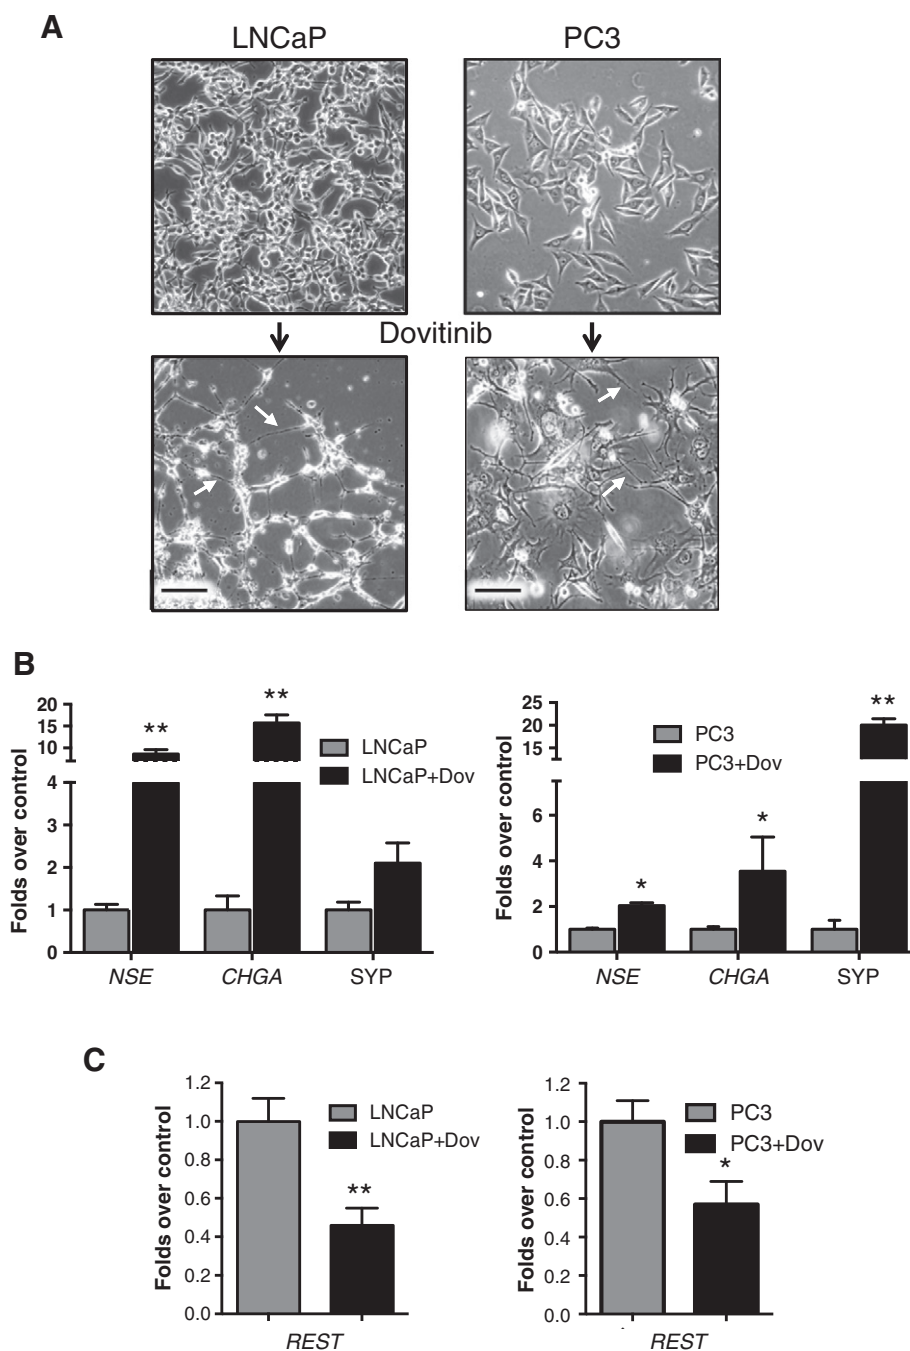 A
LNCaP
PC3
Dovitinib
B
Folds over control
20
15
10
4
3
2
1
0
**
**
LNCaP
LNCaP+Dov
NSE
CHGA
SYP
Folds over control
25
20
15
6
4
2
0
*
*
**
PC3
PC3+Dov
NSE
CHGA
SYP
C
Folds over control
1.2
1.0
0.8
0.6
0.4
0.2
0.0
LNCaP
LNCaP+Dov
**
REST
Folds over control
1.2
1.0
0.8
0.6
0.4
0.2
0.0
PC3
PC3+Dov
*
REST